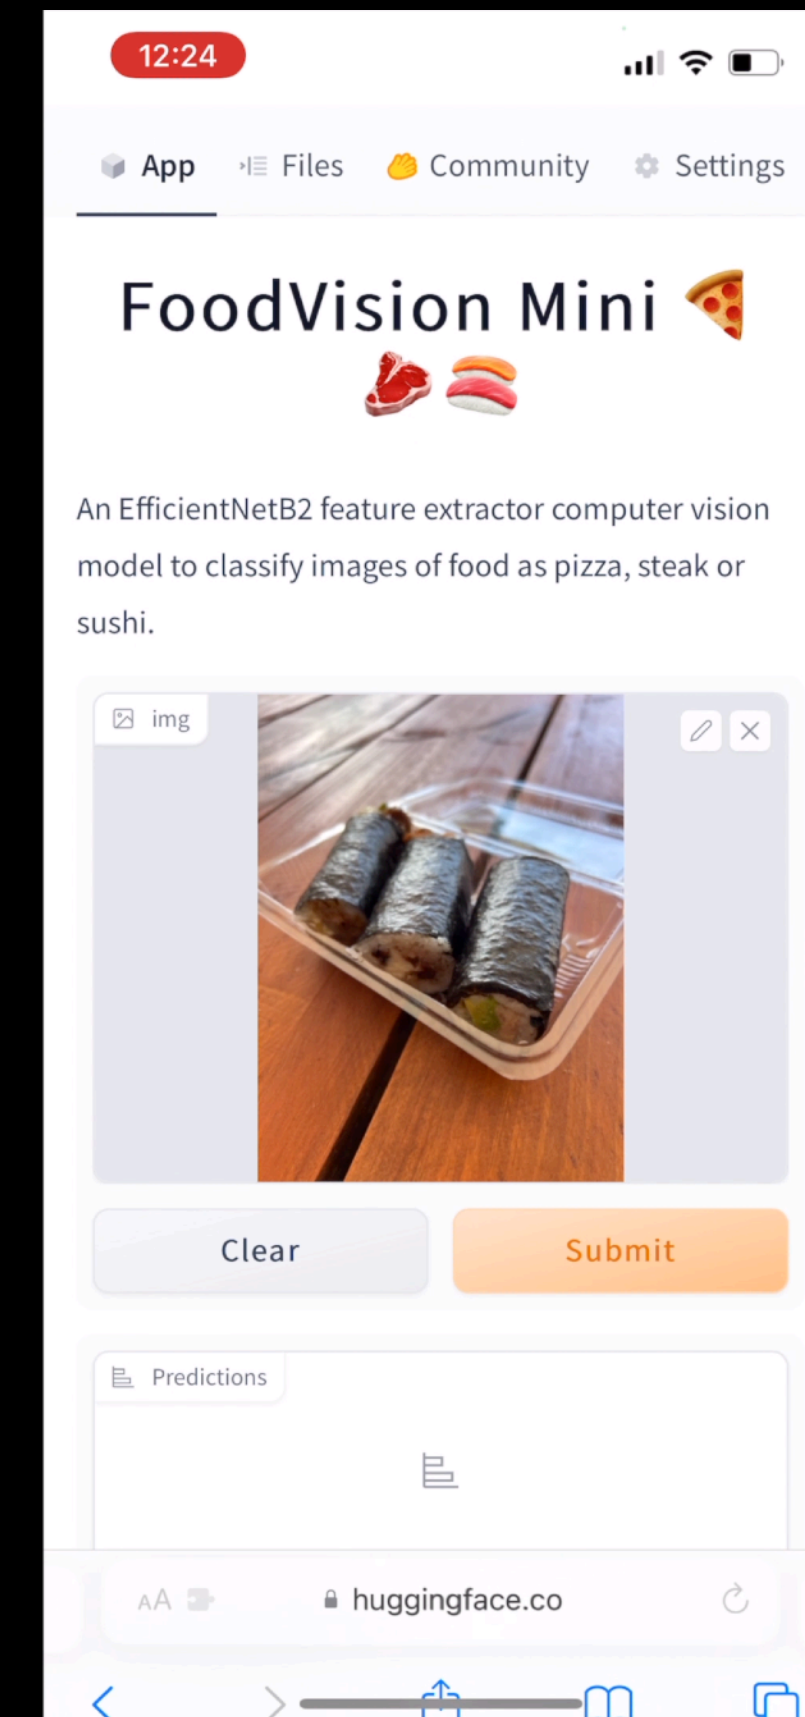 12:24
App Files Community Settings
FoodVision Mini 🍕
🥩 🍣
An EfficientNetB2 feature extractor computer vision
model to classify images of food as pizza, steak or
sushi.
img
Clear Submit
Predictions
AA huggingface.co